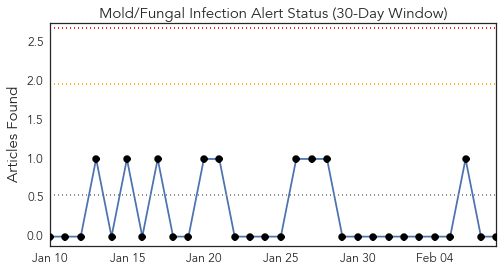 Mold/Fungal Infection Alert Status (30-Day Window)
Articles Found
2.5
2.0
1.5
1.0
0.5
0.0
Jan 10
Jan 15
Jan 20
Jan 25
Jan 30
Feb 04